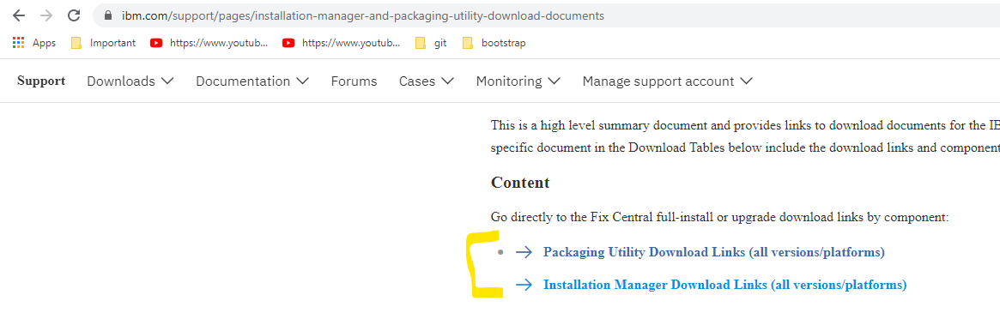 ibm.com/support/pages/installation-manager-and-packaging-utility-download-documents
Apps Important https://www.youtub... https://www.youtub... git bootstrap
Support Downloads Documentation Forums Cases Monitoring Manage support account
This is a high level summary document and provides links to download documents for the
specific document in the Download Tables below include the download links and component
Content
Go directly to the Fix Central full-install or upgrade download links by component:
Packaging Utility Download Links (all versions/platforms)
Installation Manager Download Links (all versions/platforms)